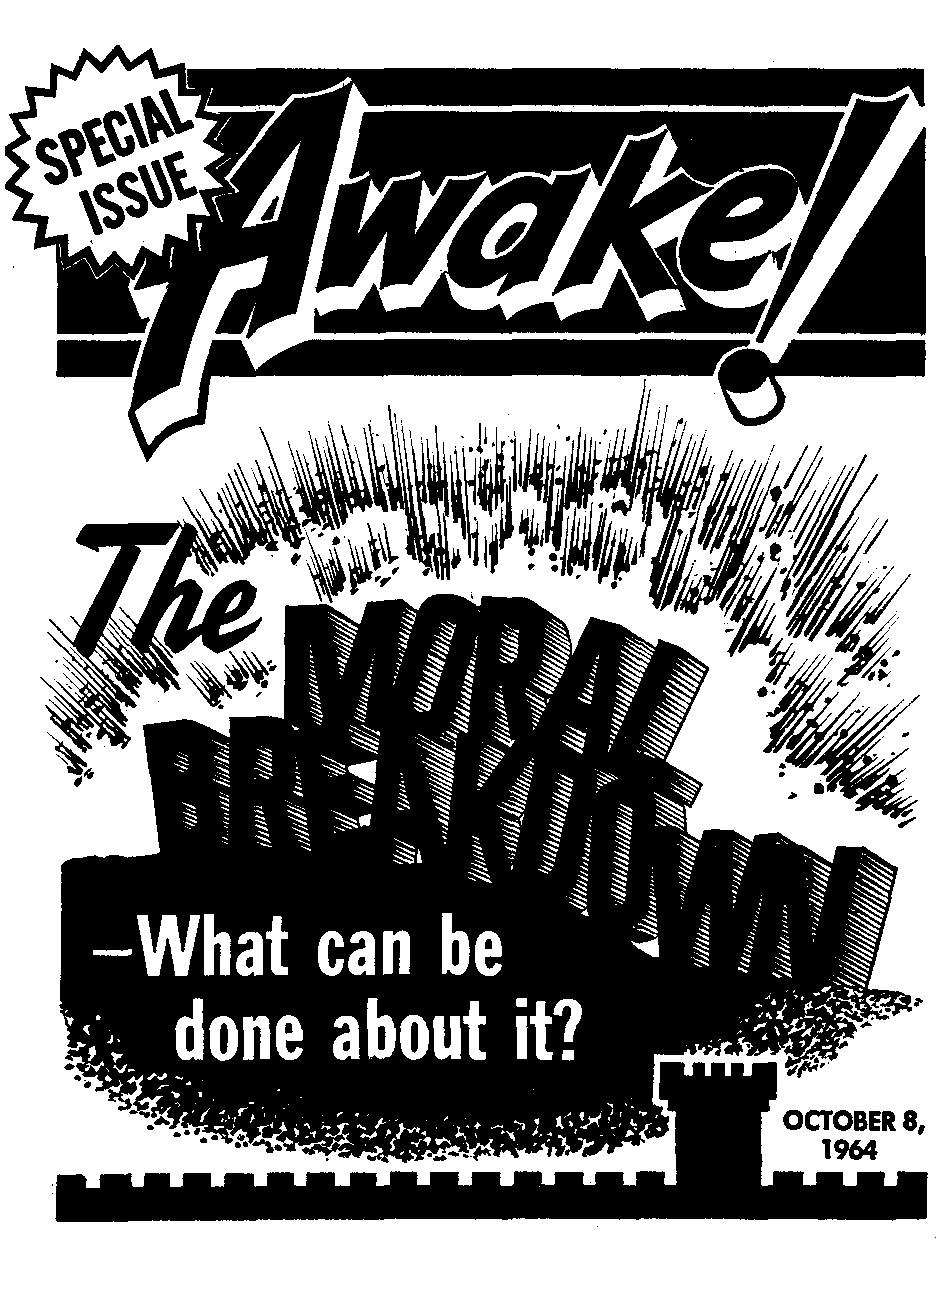 SPECIAL
ISSUE
Awake!
The
MORAL
BREAKDOWN
—What can be
done about it?
OCTOBER 8,
1964